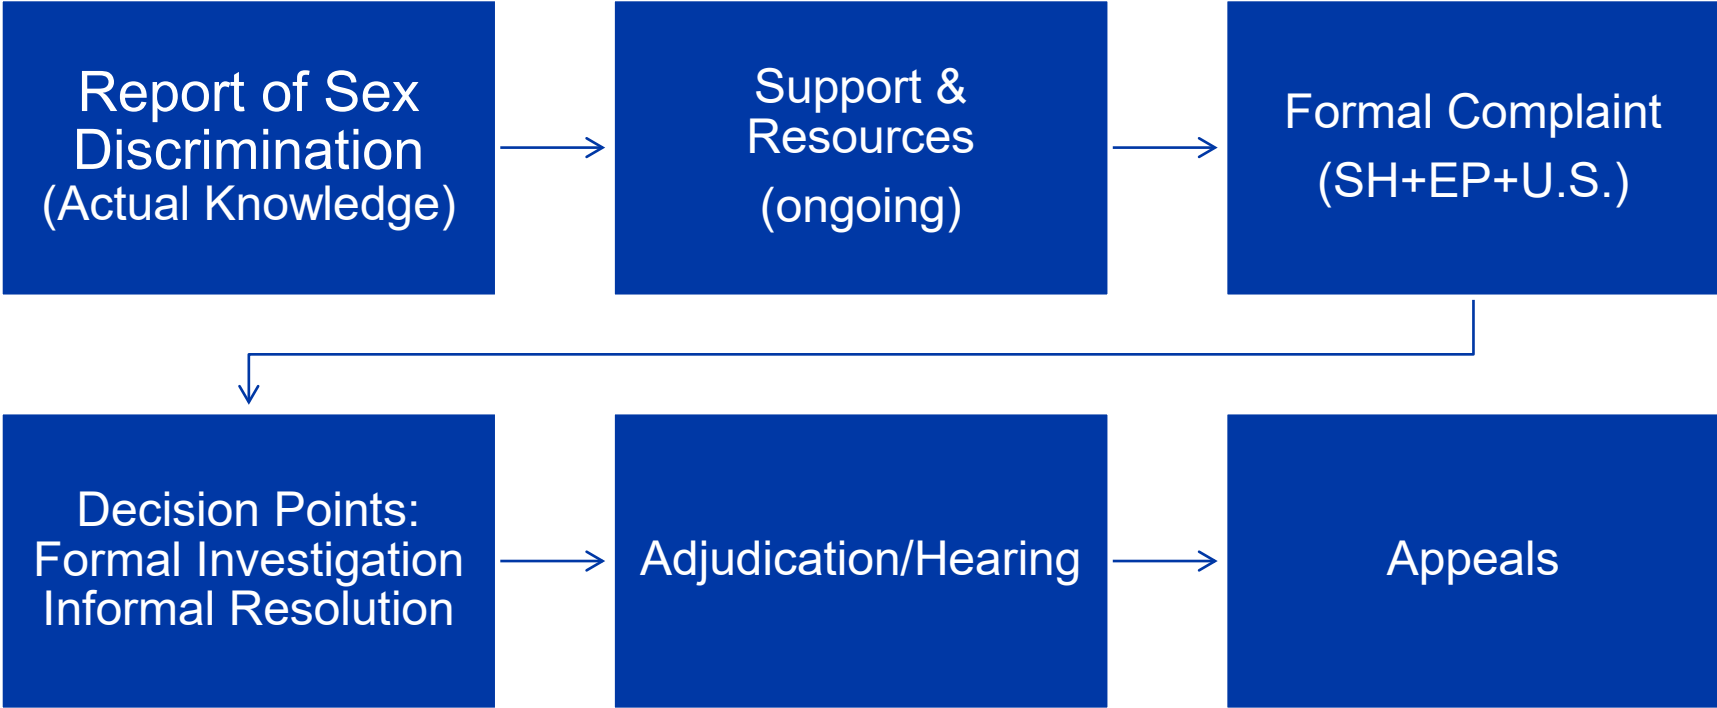 Report of Sex
Discrimination
(Actual Knowledge)
Support &
Resources
(ongoing)
Formal Complaint
(SH+EP+U.S.)
Decision Points:
Formal Investigation
Informal Resolution
Adjudication/Hearing
Appeals